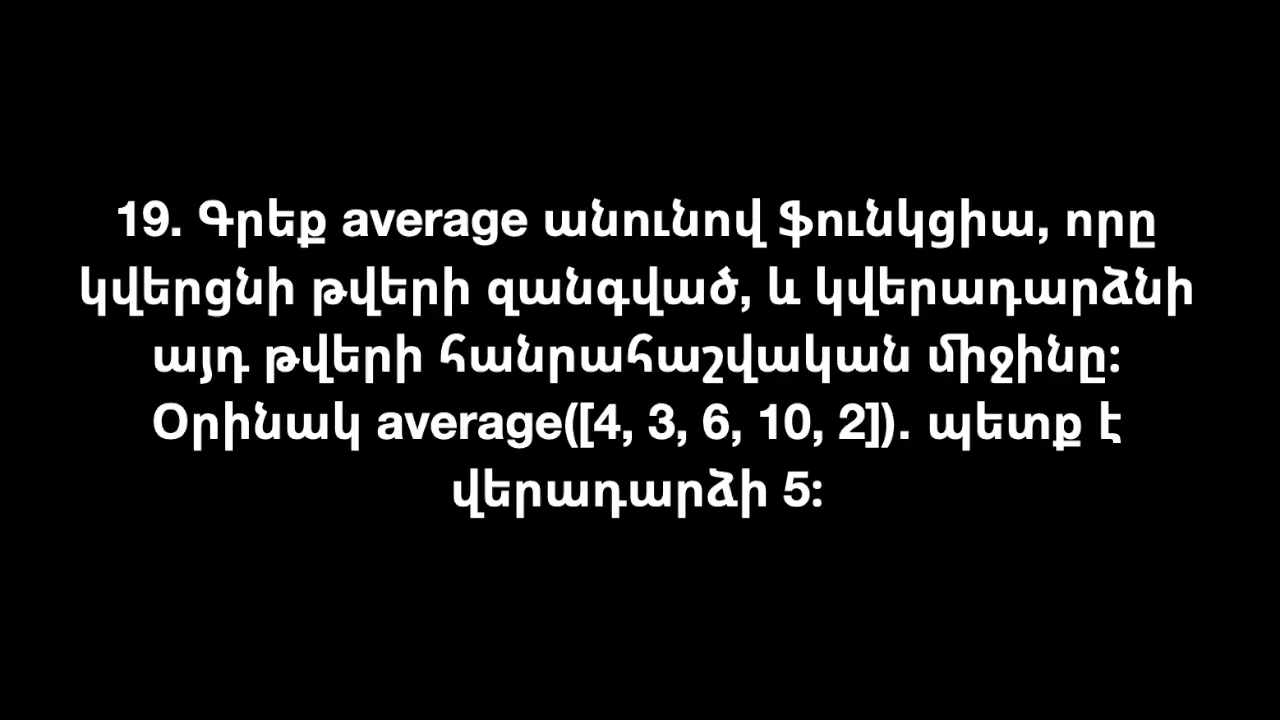 19. Գրեք average անունով ֆունկցիա, որը
կվերցնի թվերի զանգված, և կվերադարձնի
այդ թվերի հանրահաշվական միջինը:
Օրինակ average([4, 3, 6, 10, 2]). պետք է
վերադարձի 5: